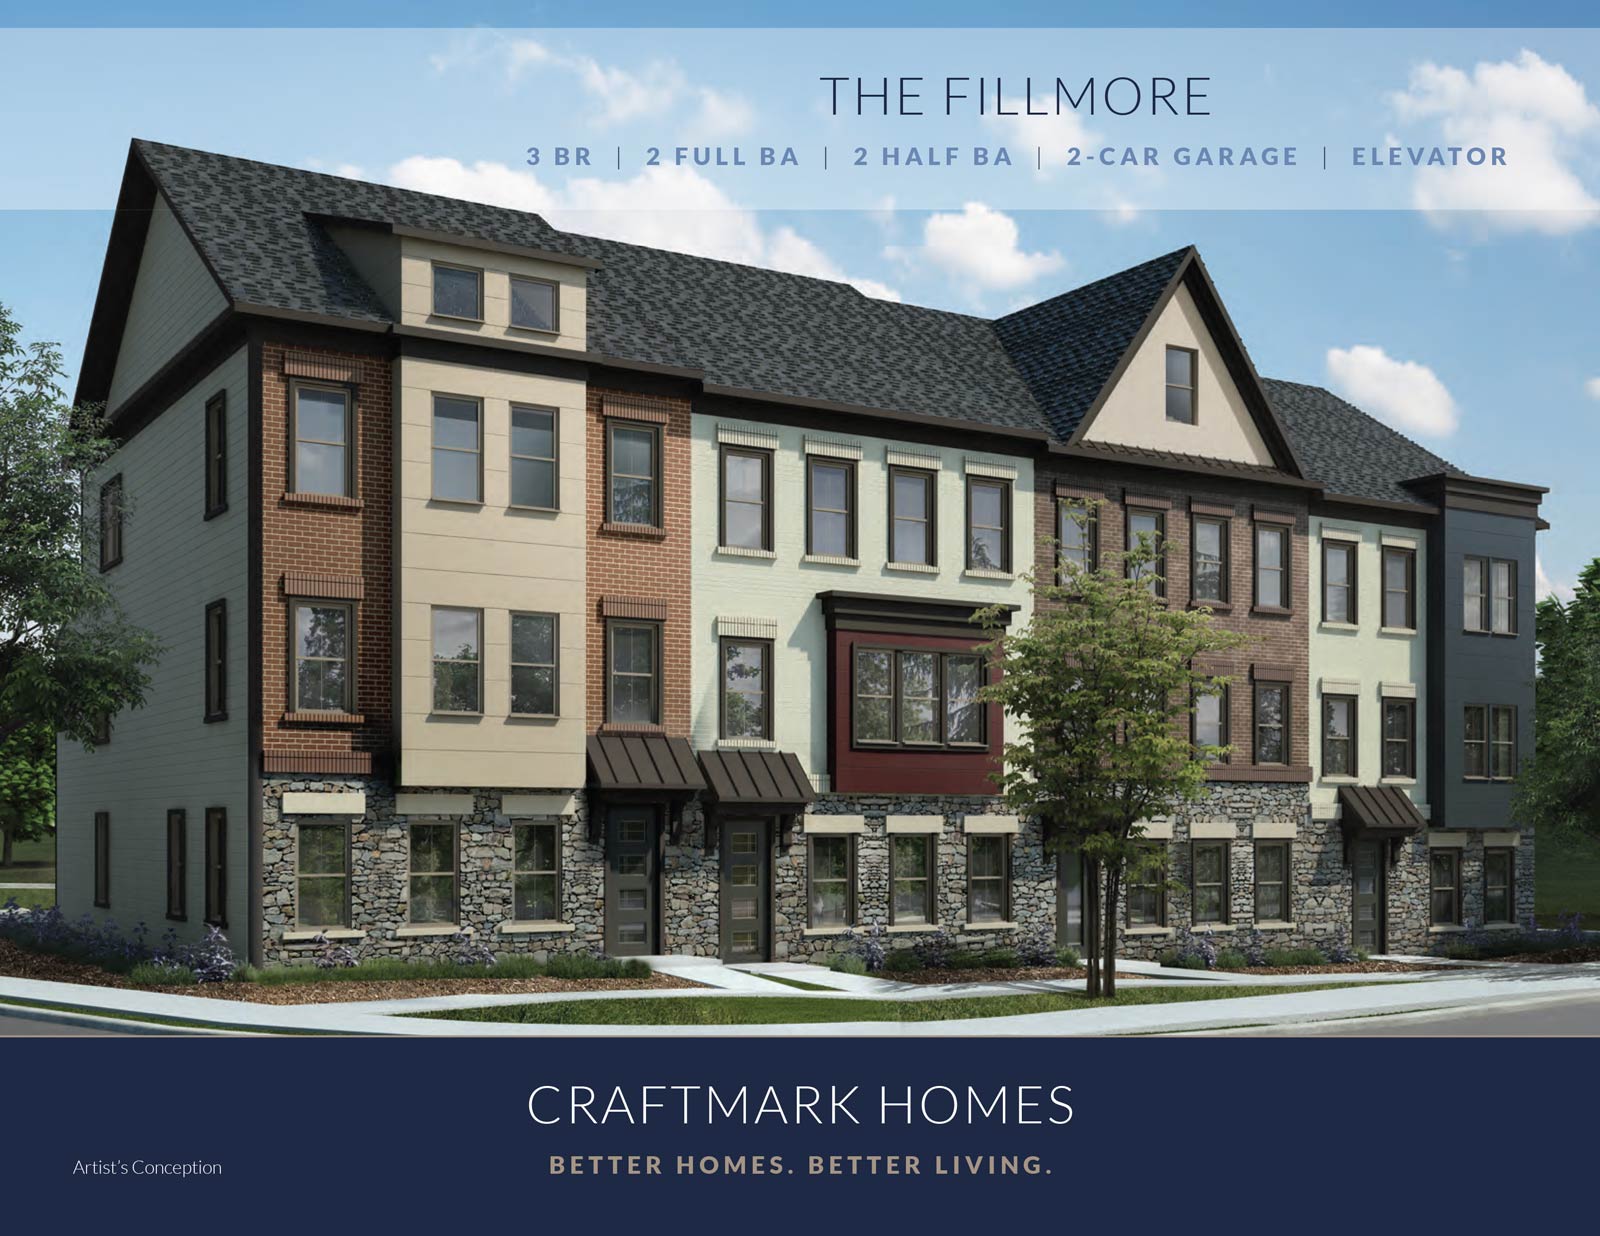 THE FILLMORE
3 BR | 2 FULL BA | 2 HALF BA | 2-CAR GARAGE | ELEVATOR
CRAFTMARK HOMES
BETTER HOMES. BETTER LIVING.
Artist's Conception